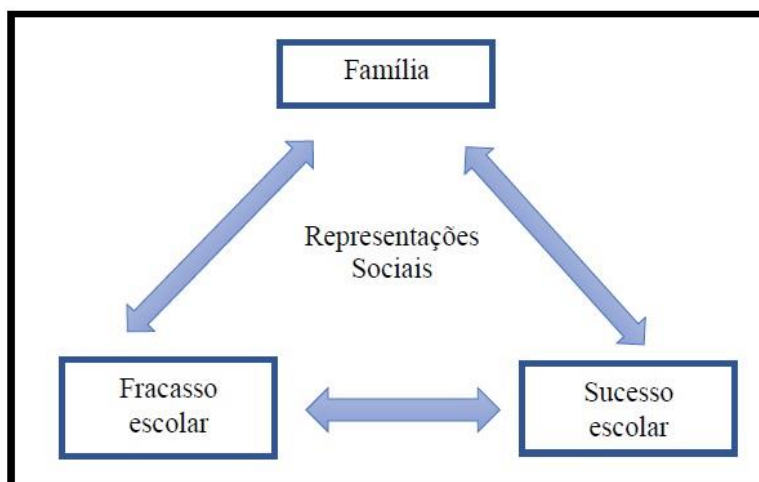 Família
Representações
Sociais
Fracasso
escolar
Sucesso
escolar